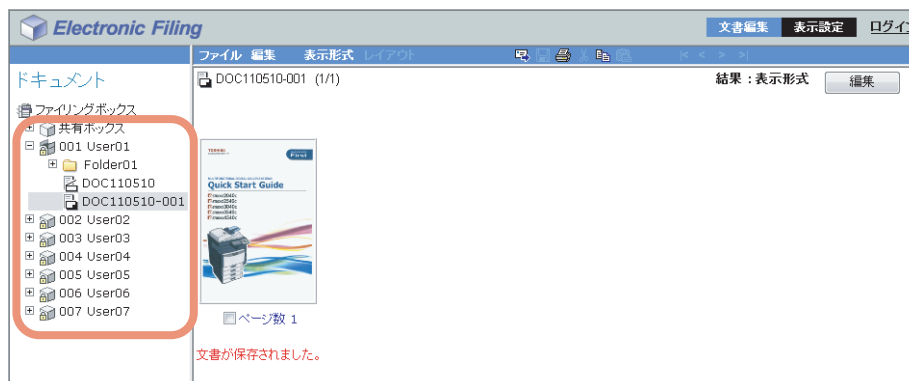 Electronic Filing
文書編集 表示設定 ログイン
ファイル 編集 表示形式 レイアウト
ドキュメント
DOC110510-001 (1/1)
結果 : 表示形式 編集
ファイリングボックス
共有ボックス
001 User01
Folder01
DOC110510
DOC110510-001
002 User02
003 User03
004 User04
005 User05
006 User06
007 User07
TOSHIBA
First
Quick Start Guide
ページ数 1
文書が保存されました。